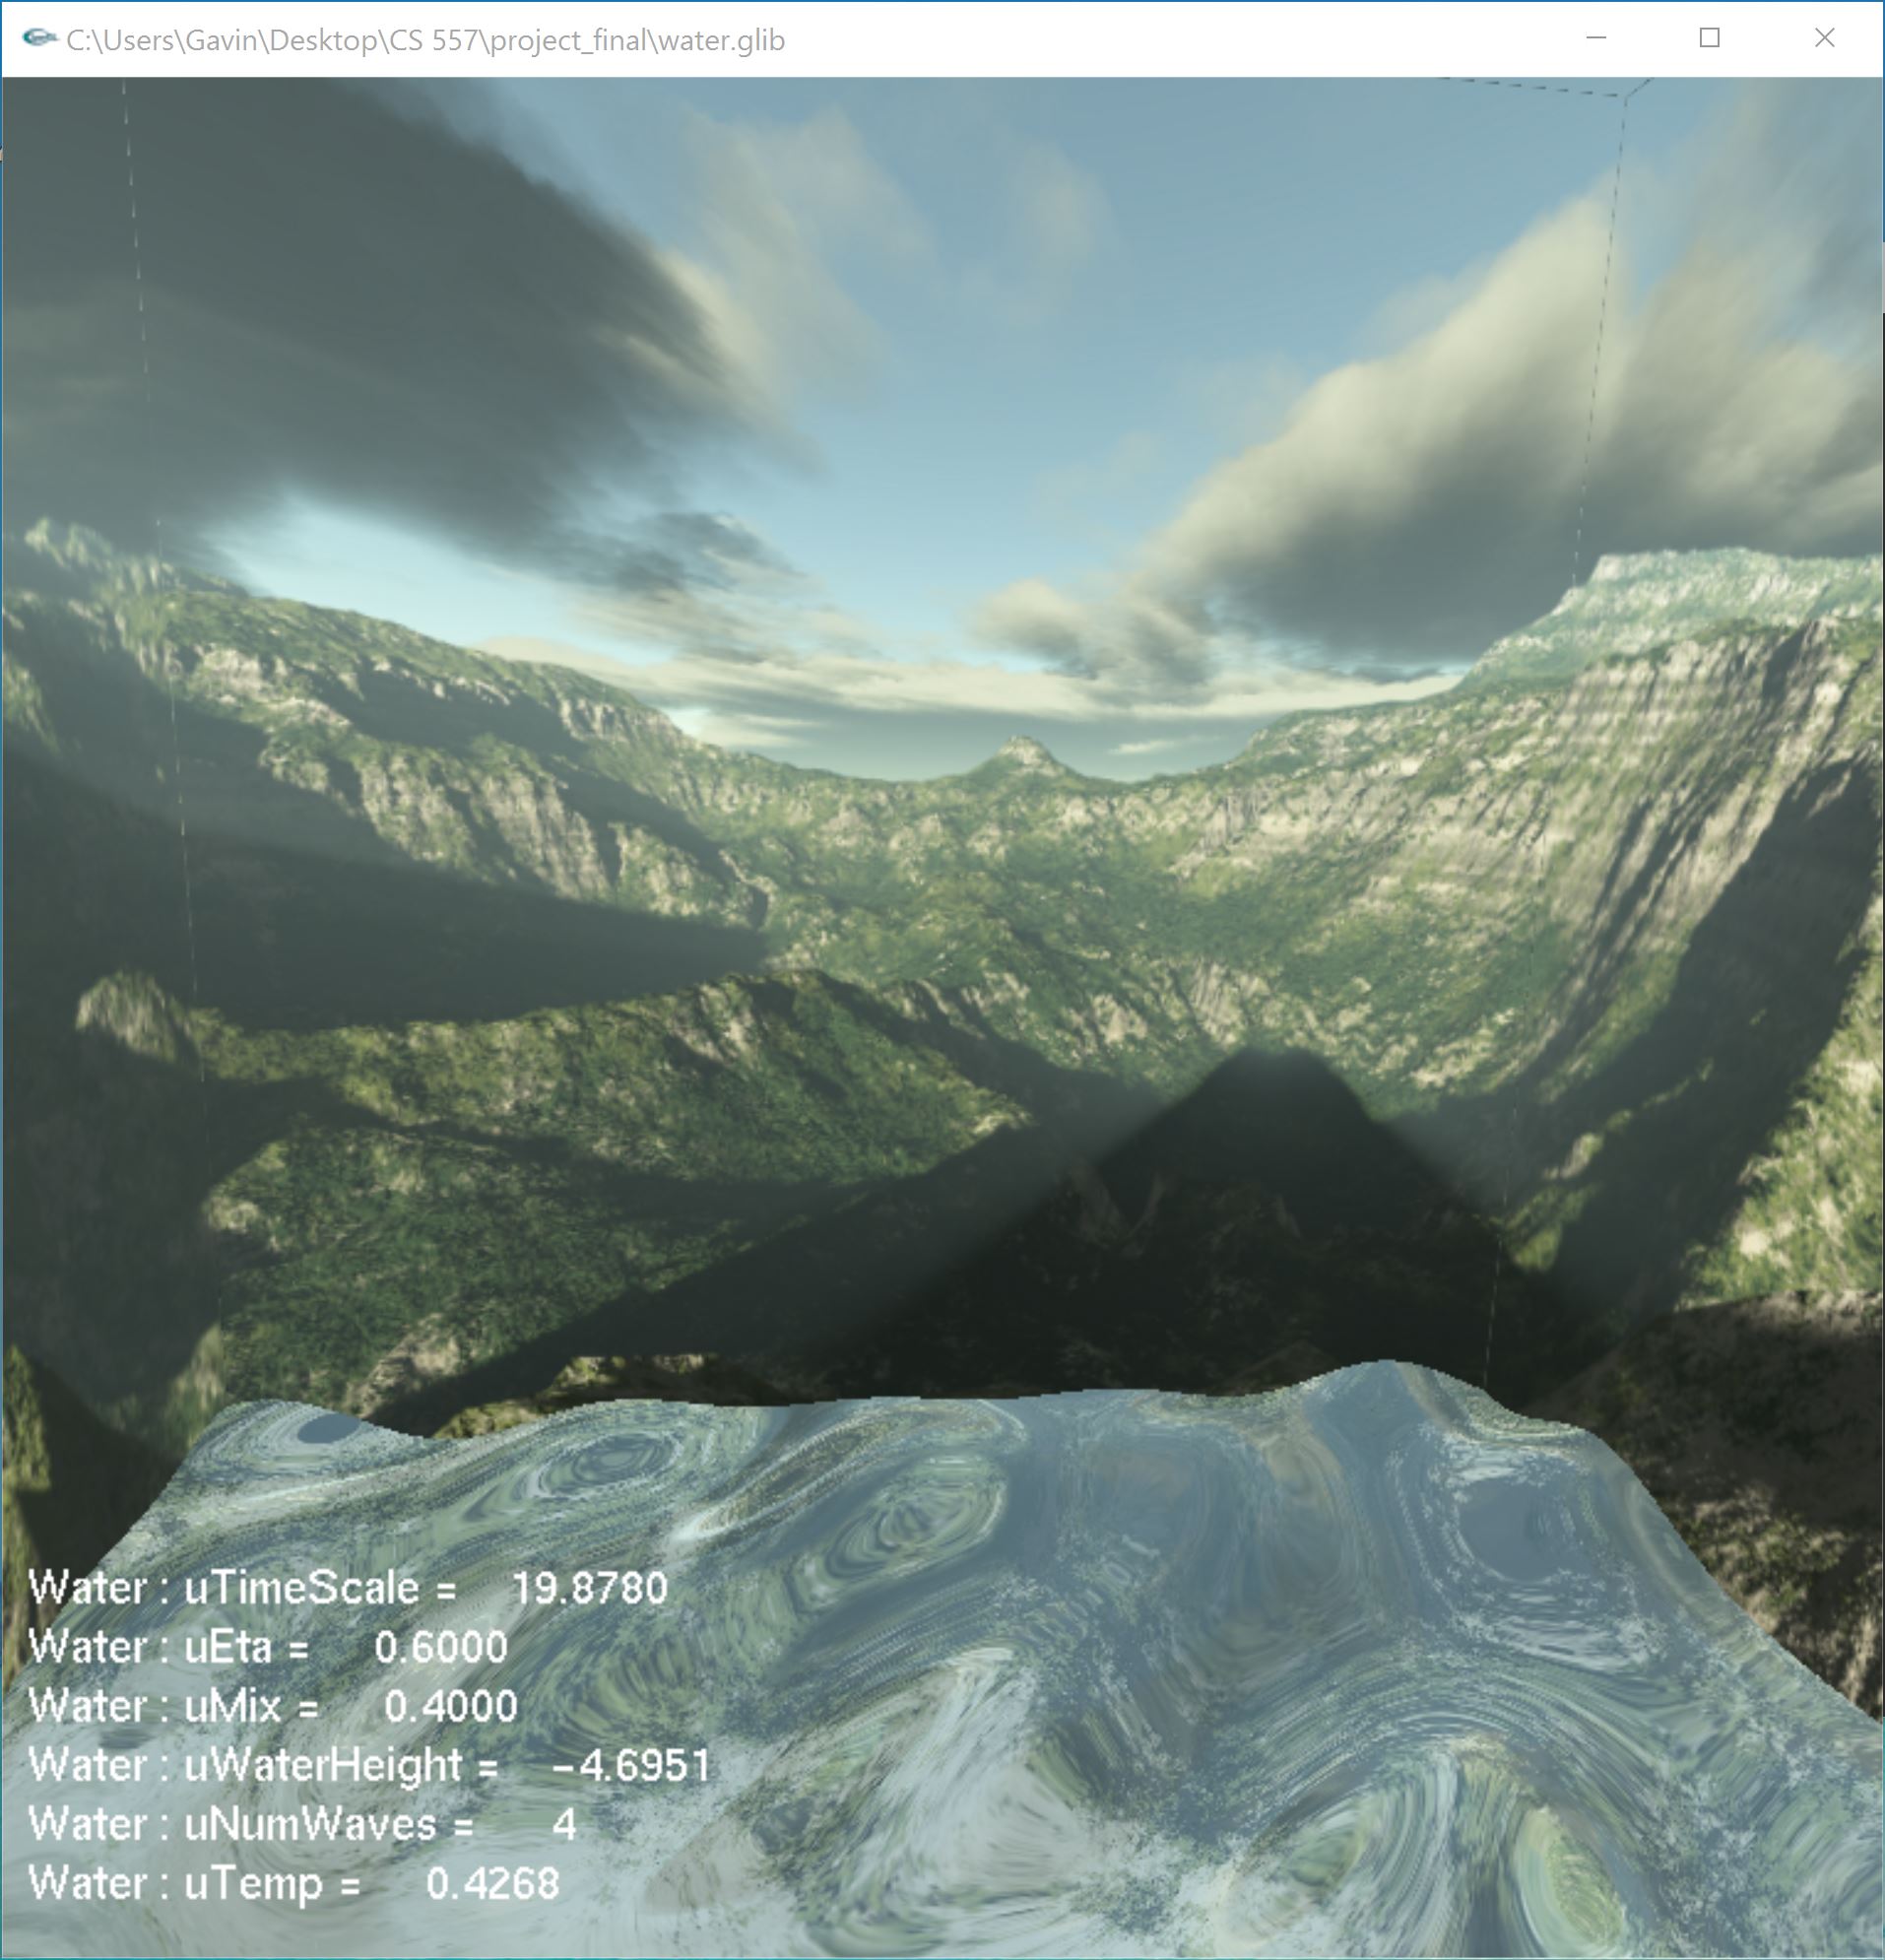 C:\Users\Gavin\Desktop\CS 557\project_final\water.glib
Water : uTimeScale = 19.8780
Water : uEta = 0.6000
Water : uMix = 0.4000
Water : uWaterHeight = -4.6951
Water : uNumWaves = 4
Water : uTemp = 0.4268